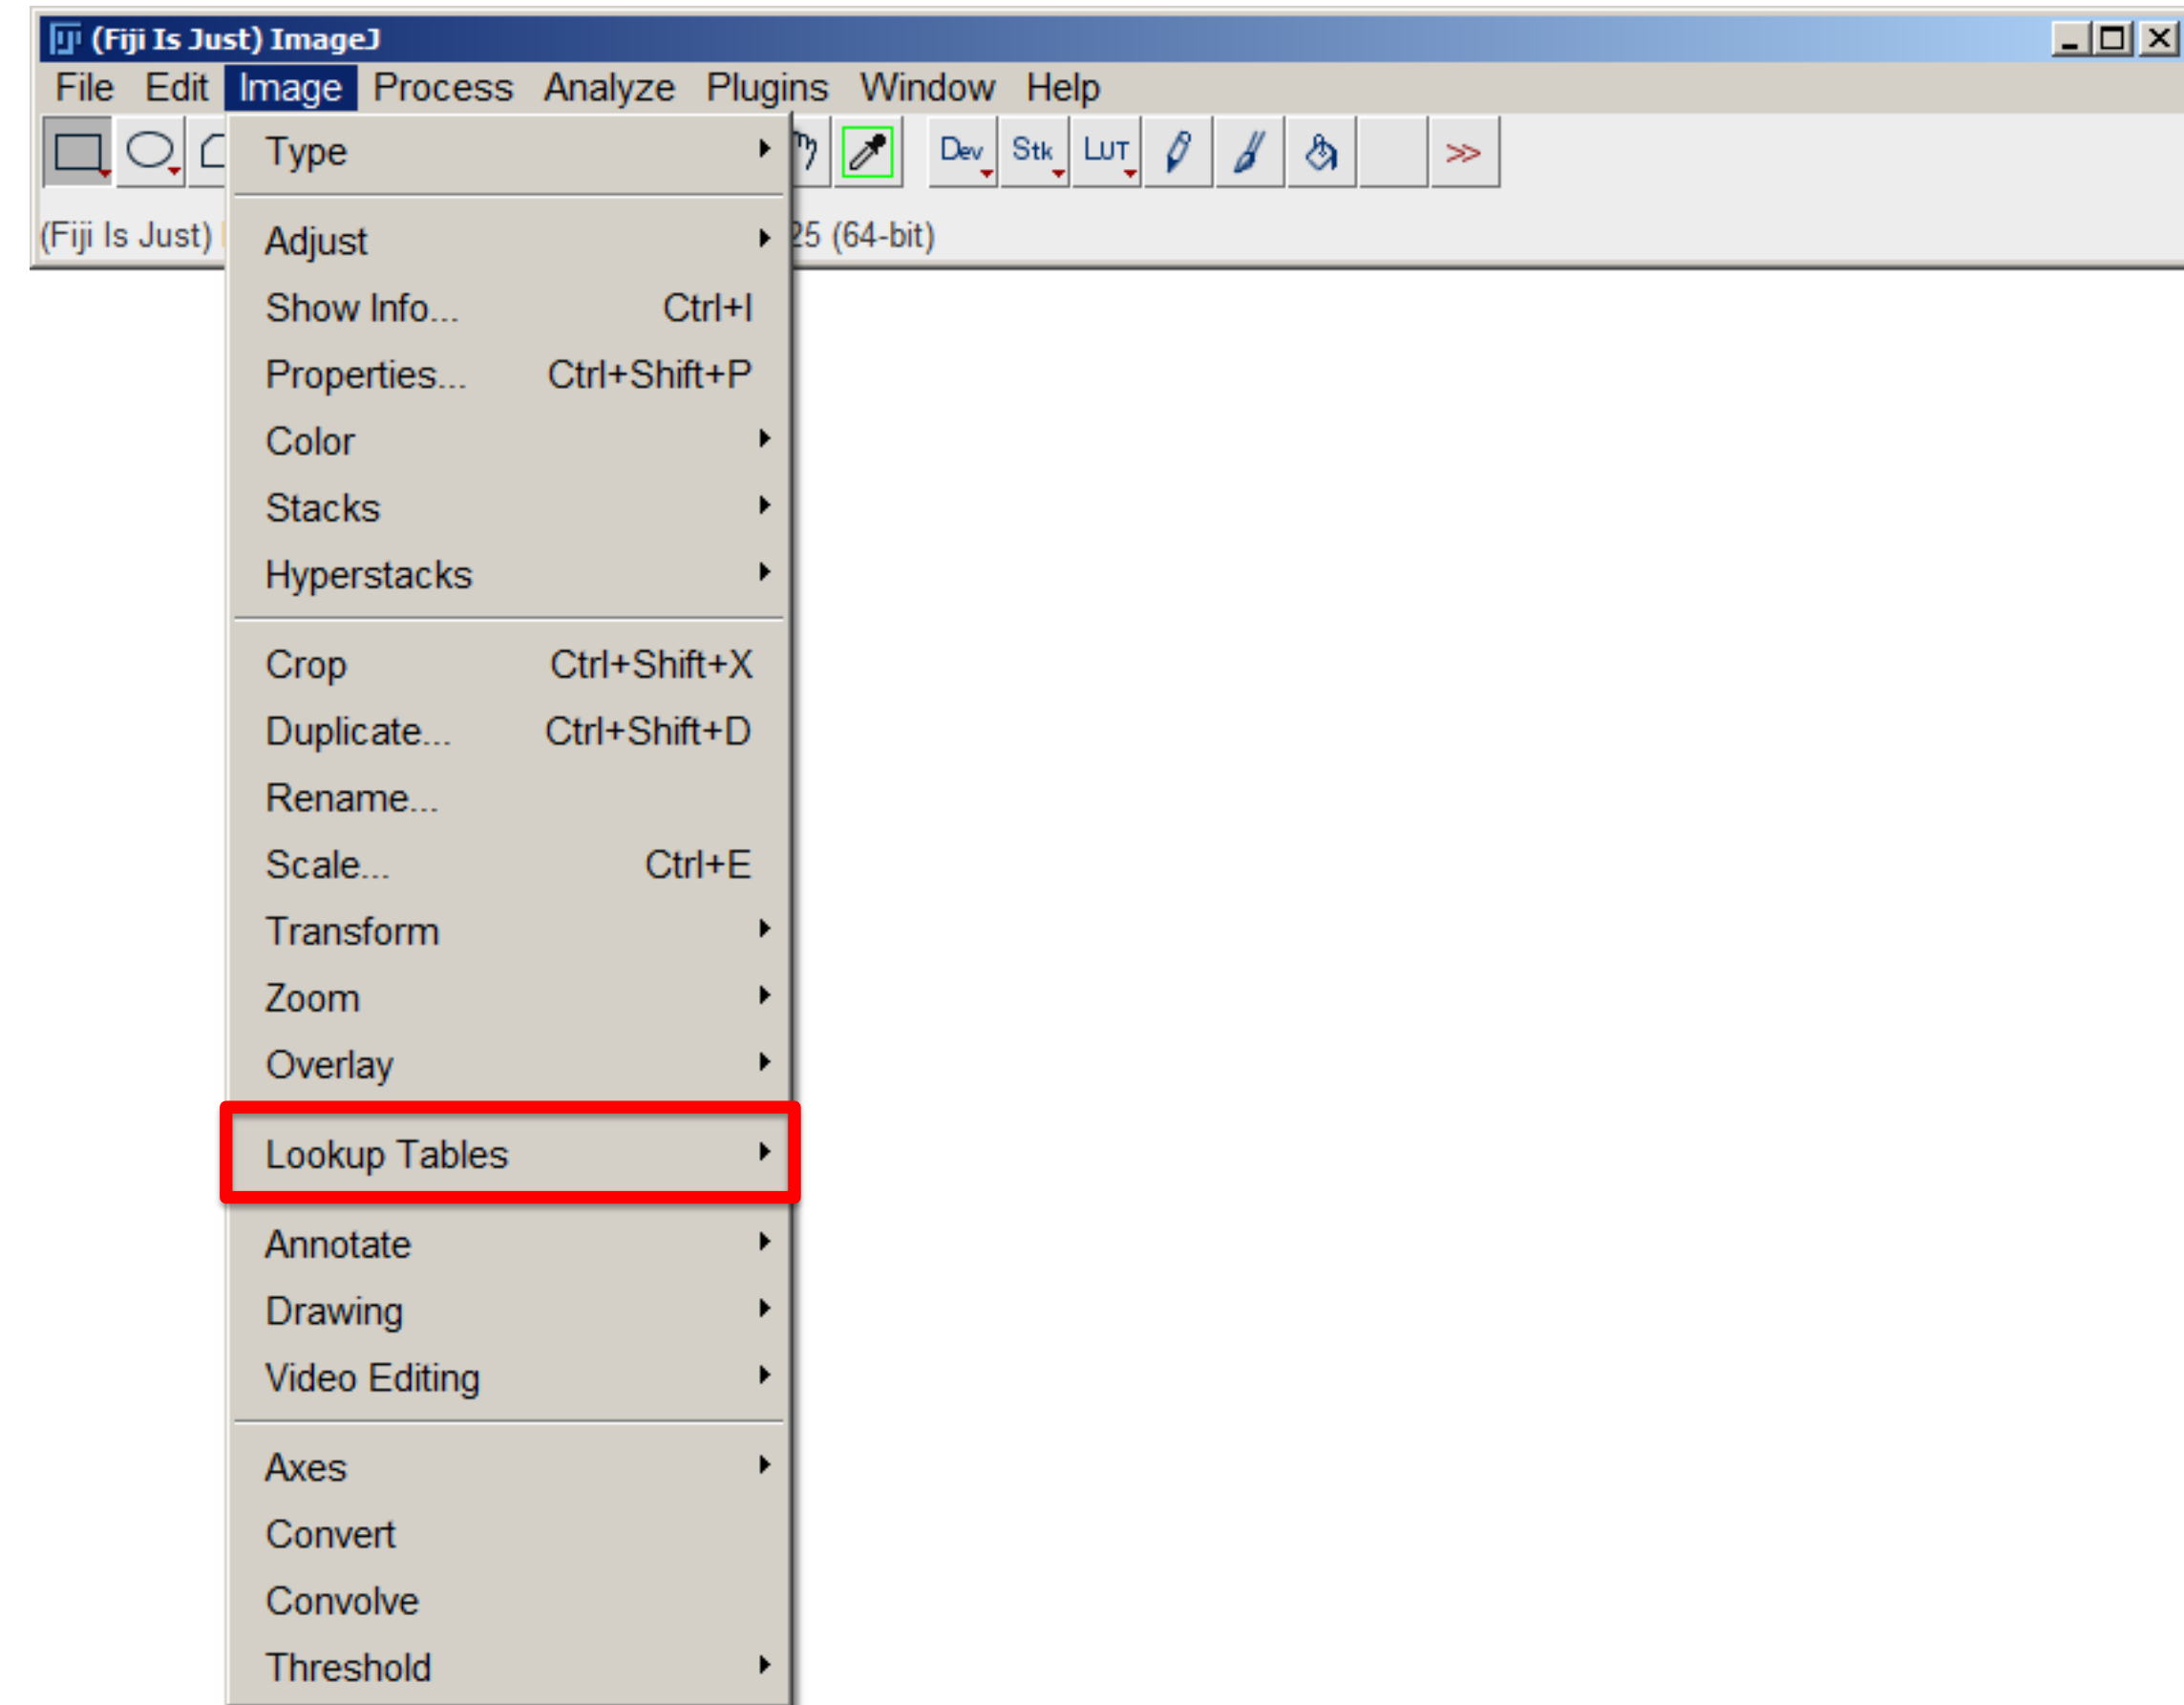 (Fiji Is Just) ImageJ
File Edit Image Process Analyze Plugins Window Help
Dev Stk LUT >>
(Fiji Is Just) 25 (64-bit)
Type
Adjust
Show Info... Ctrl+I
Properties... Ctrl+Shift+P
Color
Stacks
Hyperstacks
Crop Ctrl+Shift+X
Duplicate... Ctrl+Shift+D
Rename...
Scale... Ctrl+E
Transform
Zoom
Overlay
Lookup Tables
Annotate
Drawing
Video Editing
Axes
Convert
Convolve
Threshold